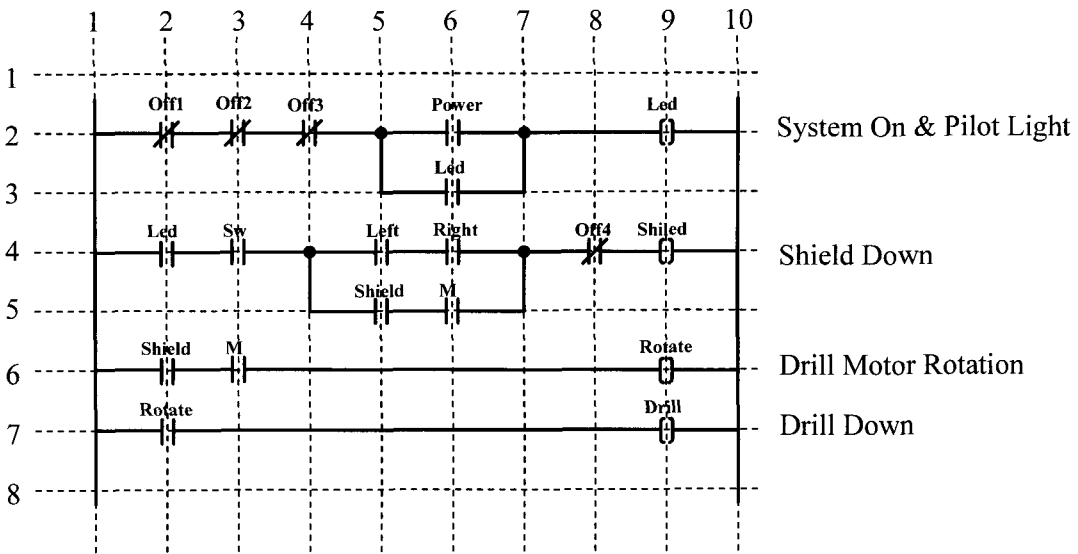 1 2 3 4 5 6 7 8 9 10
1
Off1 Off2 Off3 Power Led
2 System On & Pilot Light
Led
3
Led Sw Left Right Off4 Shiled
4 Shield Down
Shield M
5
Shield M Rotate
6 Drill Motor Rotation
Rotate Drill
7 Drill Down
8